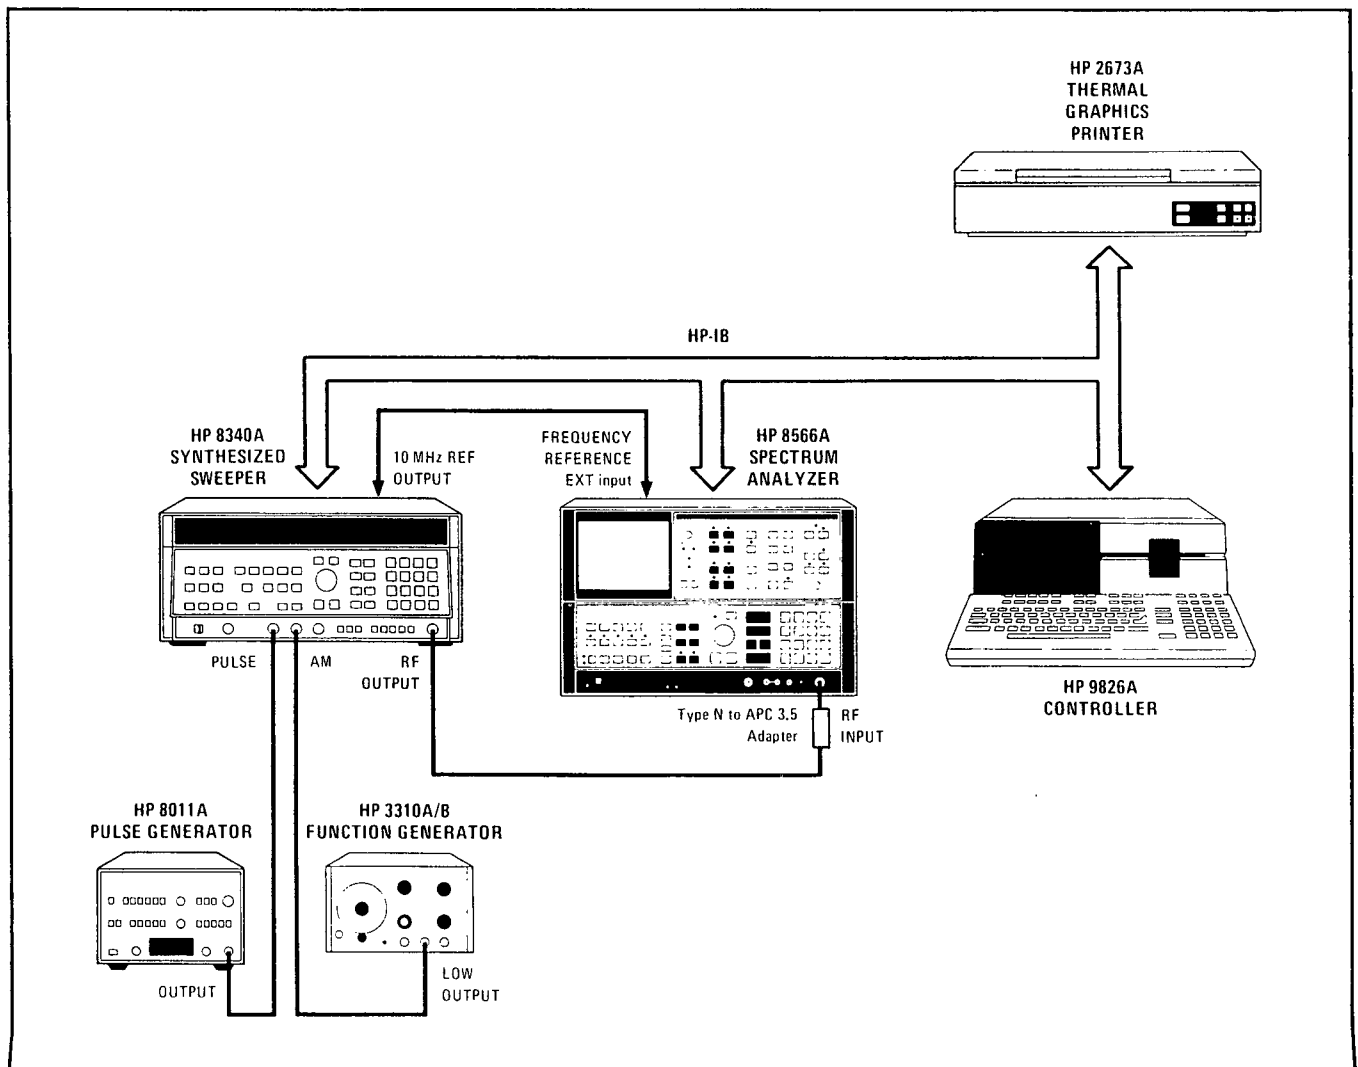 HP 2673A
THERMAL
GRAPHICS
PRINTER
HP-IB
HP 8340A
SYNTHESIZED
SWEEPER
10 MHz REF
OUTPUT
FREQUENCY
REFERENCE
EXT input
HP 8566A
SPECTRUM
ANALYZER
PULSE
AM
RF
OUTPUT
Type N to APC 3.5
Adapter
RF
INPUT
HP 9826A
CONTROLLER
HP 8011A
PULSE GENERATOR
HP 3310A/B
FUNCTION GENERATOR
OUTPUT
LOW
OUTPUT